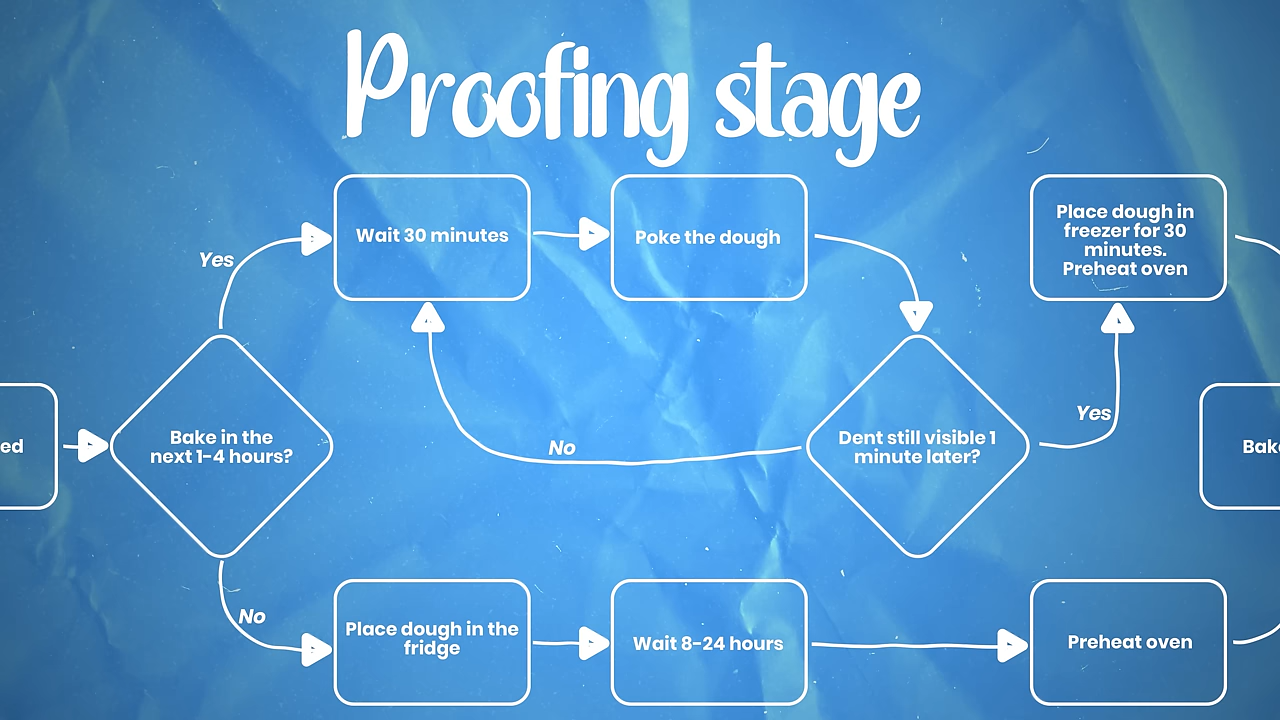 Proofing stage
Wait 30 minutes
Poke the dough
Place dough in
freezer for 30
minutes.
Preheat oven
Yes
Bake in the
next 1-4 hours?
No
Dent still visible 1
minute later?
Yes
ed
Bak
No
Place dough in the
fridge
Wait 8-24 hours
Preheat oven